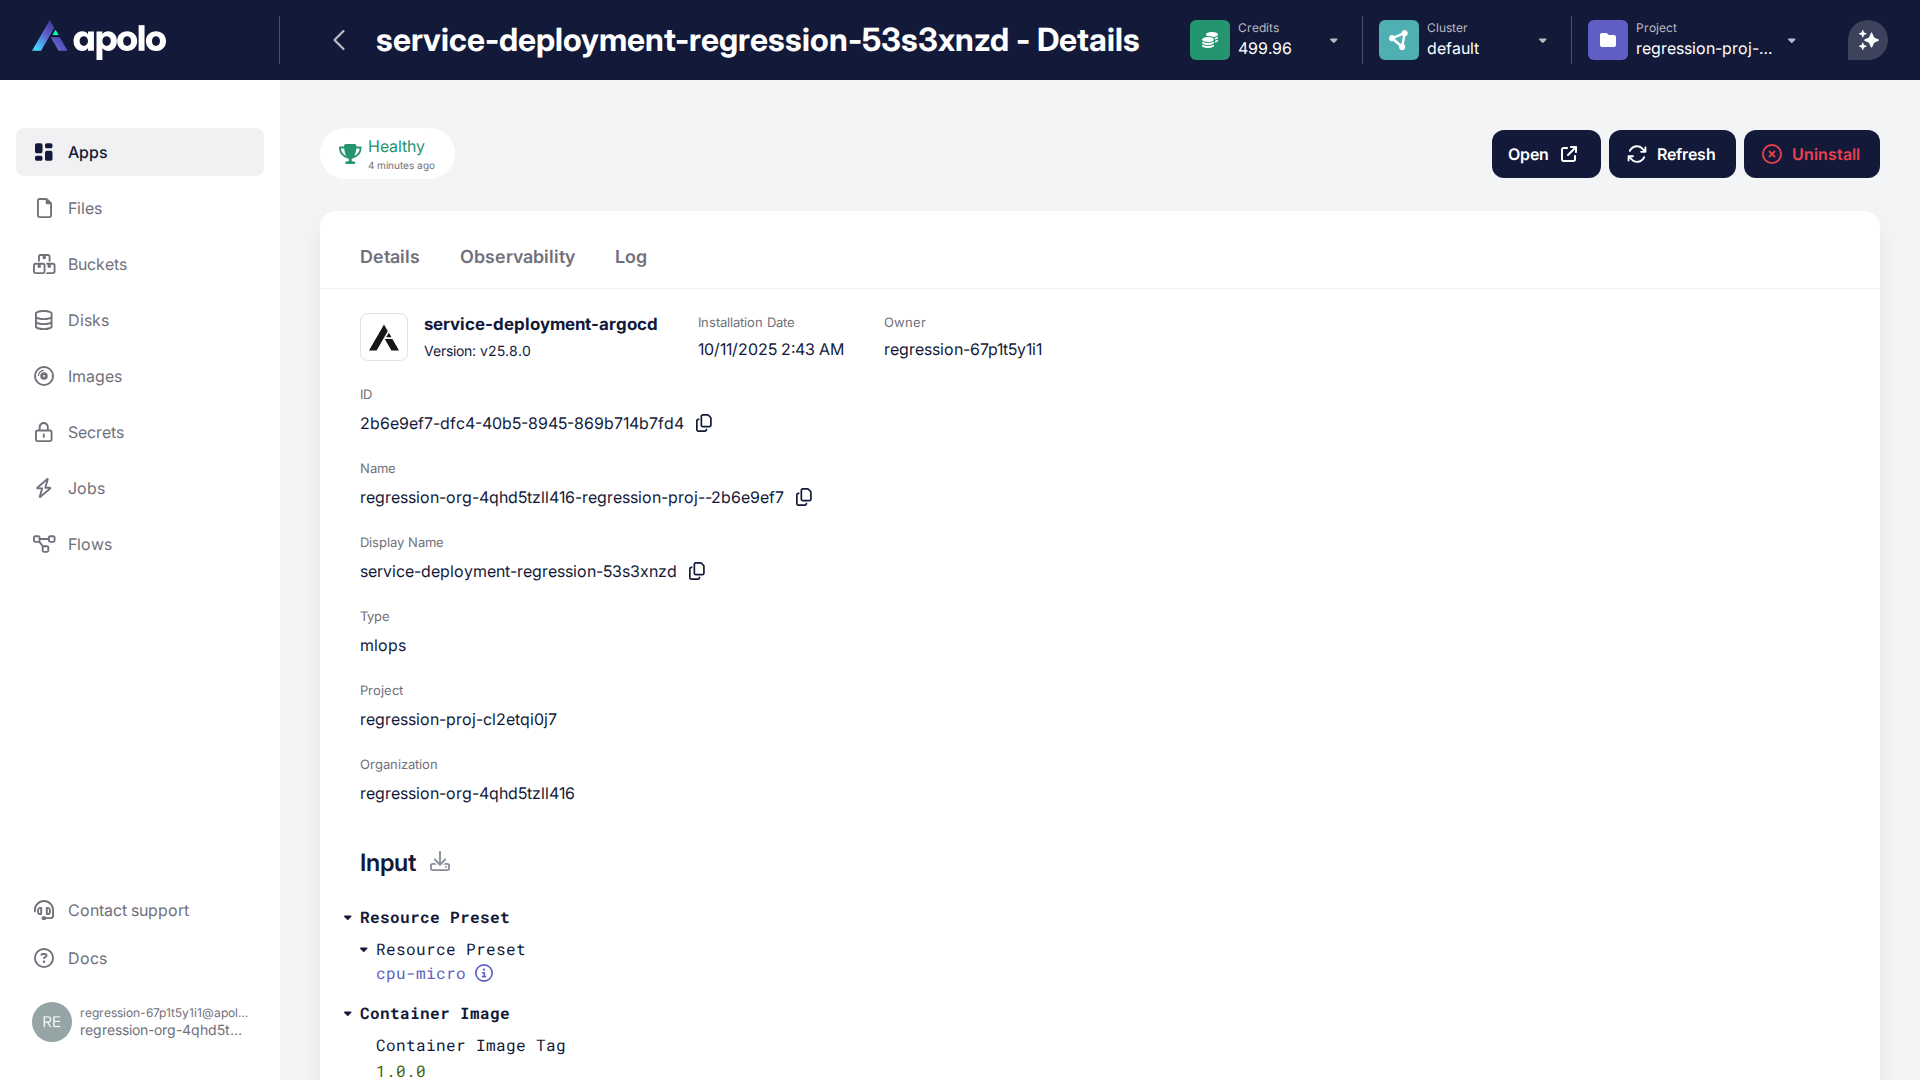 apolo
service-deployment-regression-53s3xnzd - Details
Credits
499.96
Cluster
default
Project
regression-proj-...
Apps
Files
Buckets
Disks
Images
Secrets
Jobs
Flows
Contact support
Docs
RE
regression-67p1t5y1i1@apol...
regression-org-4qhd5t...
Healthy
4 minutes ago
Open
Refresh
Uninstall
Details
Observability
Log
service-deployment-argocd
Version: v25.8.0
Installation Date
10/11/2025 2:43 AM
Owner
regression-67p1t5y1i1
ID
2b6e9ef7-dfc4-40b5-8945-869b714b7fd4
Name
regression-org-4qhd5tzll416-regression-proj--2b6e9ef7
Display Name
service-deployment-regression-53s3xnzd
Type
mlops
Project
regression-proj-cl2etqi0j7
Organization
regression-org-4qhd5tzll416
Input
Resource Preset
Resource Preset
cpu-micro
Container Image
Container Image Tag
1.0.0